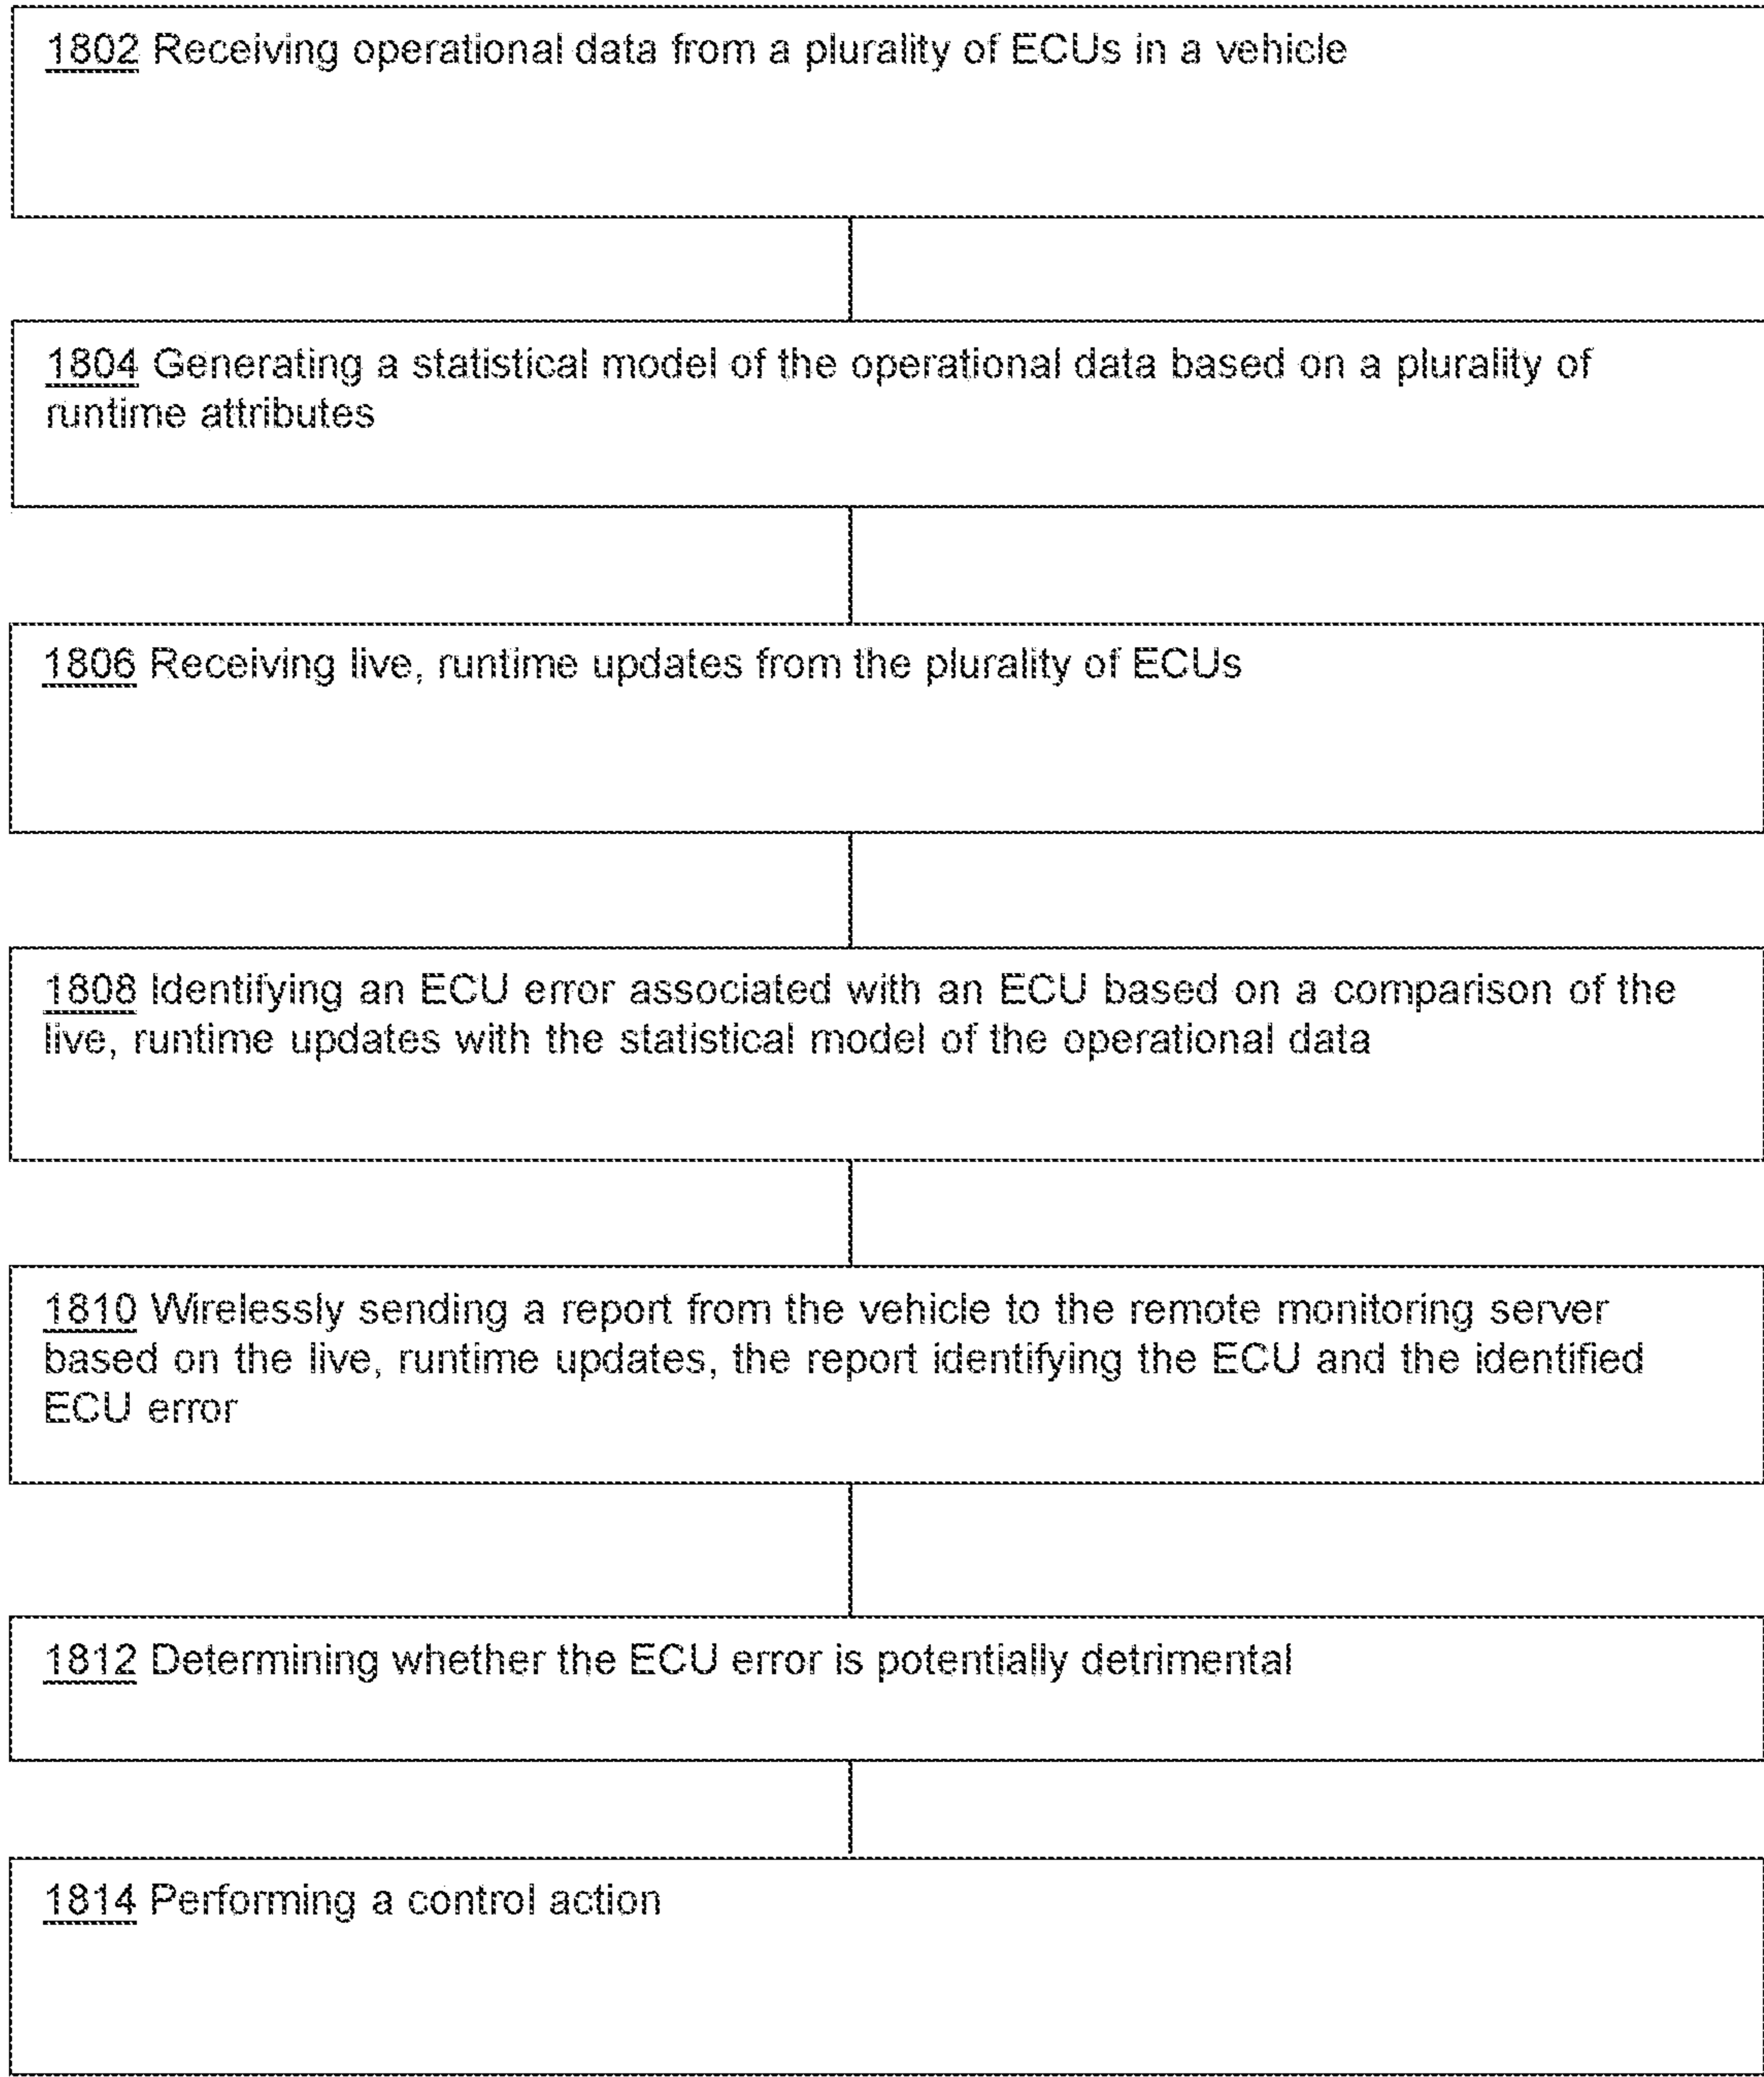 1802 Receiving operational data from a plurality of ECUs in a vehicle
1804 Generating a statistical model of the operational data based on a plurality of
runtime attributes
1806 Receiving live, runtime updates from the plurality of ECUs
1808 Identifying an ECU error associated with an ECU based on a comparison of the
live, runtime updates with the statistical model of the operational data
1810 Wirelessly sending a report from the vehicle to the remote monitoring server
based on the live, runtime updates, the report identifying the ECU and the identified
ECU error
1812 Determining whether the ECU error is potentially detrimental
1814 Performing a control action